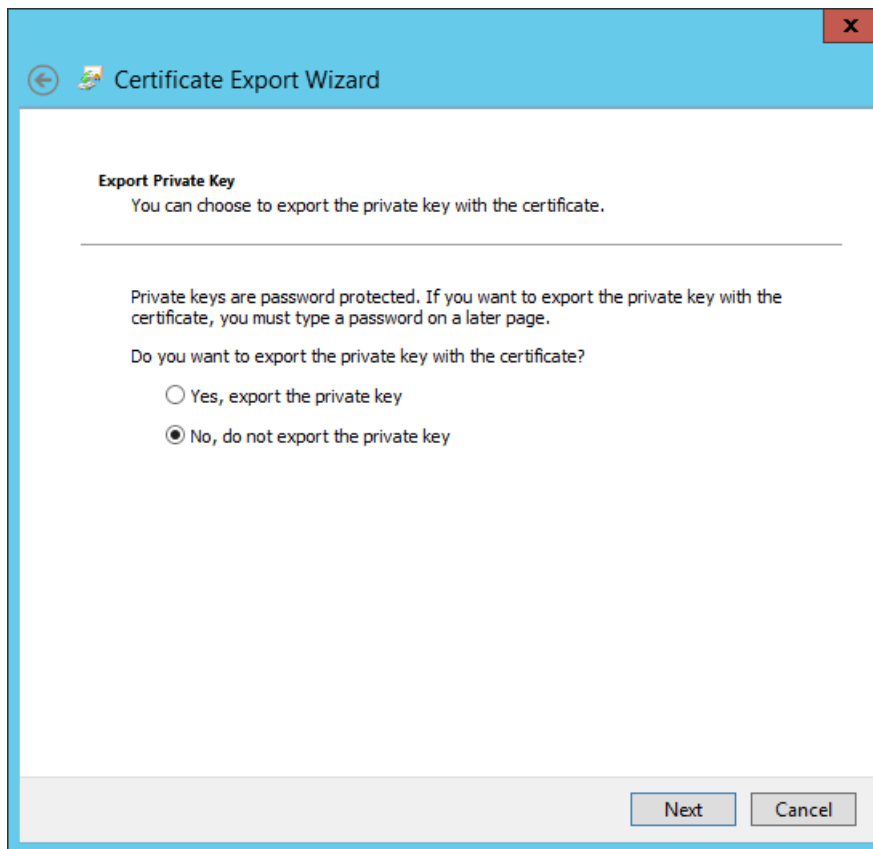 x
Certificate Export Wizard
Export Private Key
You can choose to export the private key with the certificate.
Private keys are password protected. If you want to export the private key with the
certificate, you must type a password on a later page.
Do you want to export the private key with the certificate?
Yes, export the private key
No, do not export the private key
Next Cancel